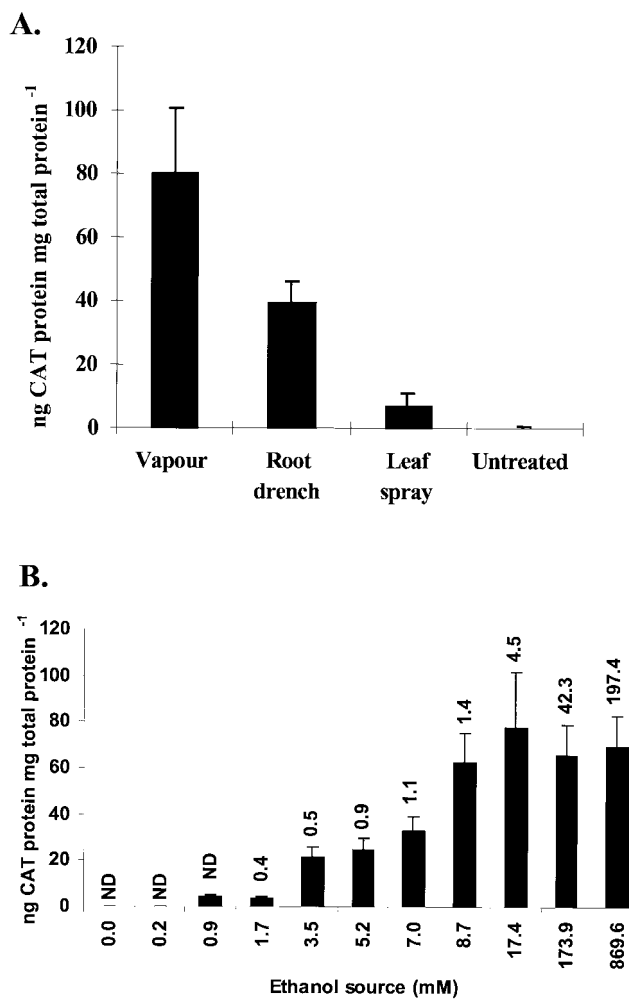 A.
ng CAT protein mg total protein -1
120
100
80
60
40
20
0
Vapour Root drench Leaf spray Untreated
B.
ng CAT protein mg total protein -1
120
100
80
60
40
20
0
ND ND ND 0.4 0.5 0.9 1.1 1.4 4.5 42.3 197.4
0.0 0.2 0.9 1.7 3.5 5.2 7.0 8.7 17.4 173.9 869.6
Ethanol source (mM)